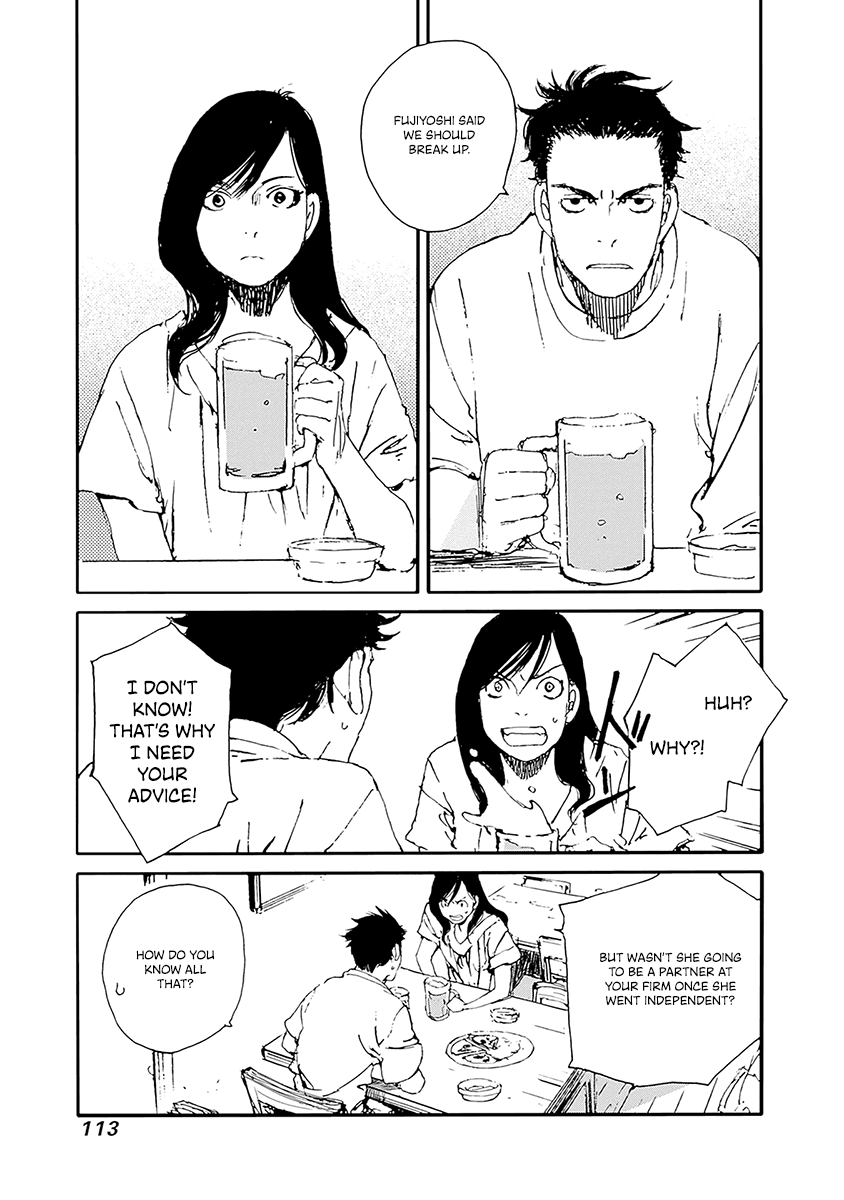 FUJIYOSHI SAID
WE SHOULD
BREAK UP.
HUH?
WHY?!
I DON'T
KNOW!
THAT'S WHY
I NEED
YOUR
ADVICE!
BUT WASN'T SHE GOING
TO BE A PARTNER AT
YOUR FIRM ONCE SHE
WENT INDEPENDENT?
HOW DO YOU
KNOW ALL
THAT?
113